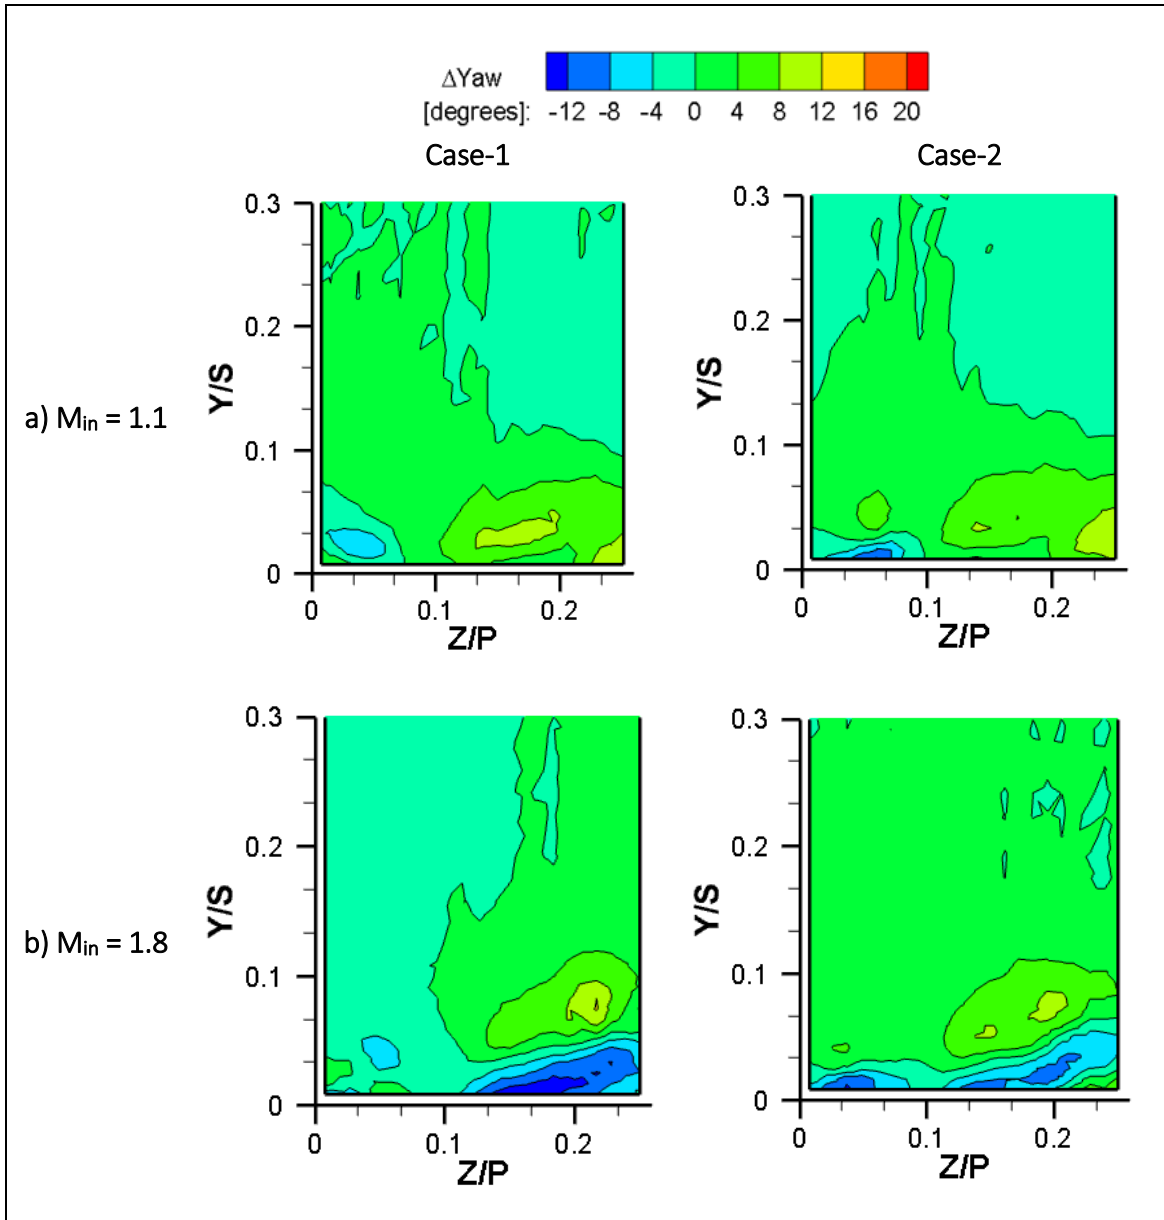 ΔYaw
[degrees]: -12 -8 -4 0 4 8 12 16 20
Case-1 Case-2
0.3 0.3
0.2 0.2
Y/S Y/S
a) Min = 1.1
0.1 0.1
0 0
0 0.1 0.2 0 0.1 0.2
Z/P Z/P
0.3 0.3
0.2 0.2
Y/S Y/S
b) Min = 1.8
0.1 0.1
0 0
0 0.1 0.2 0 0.1 0.2
Z/P Z/P